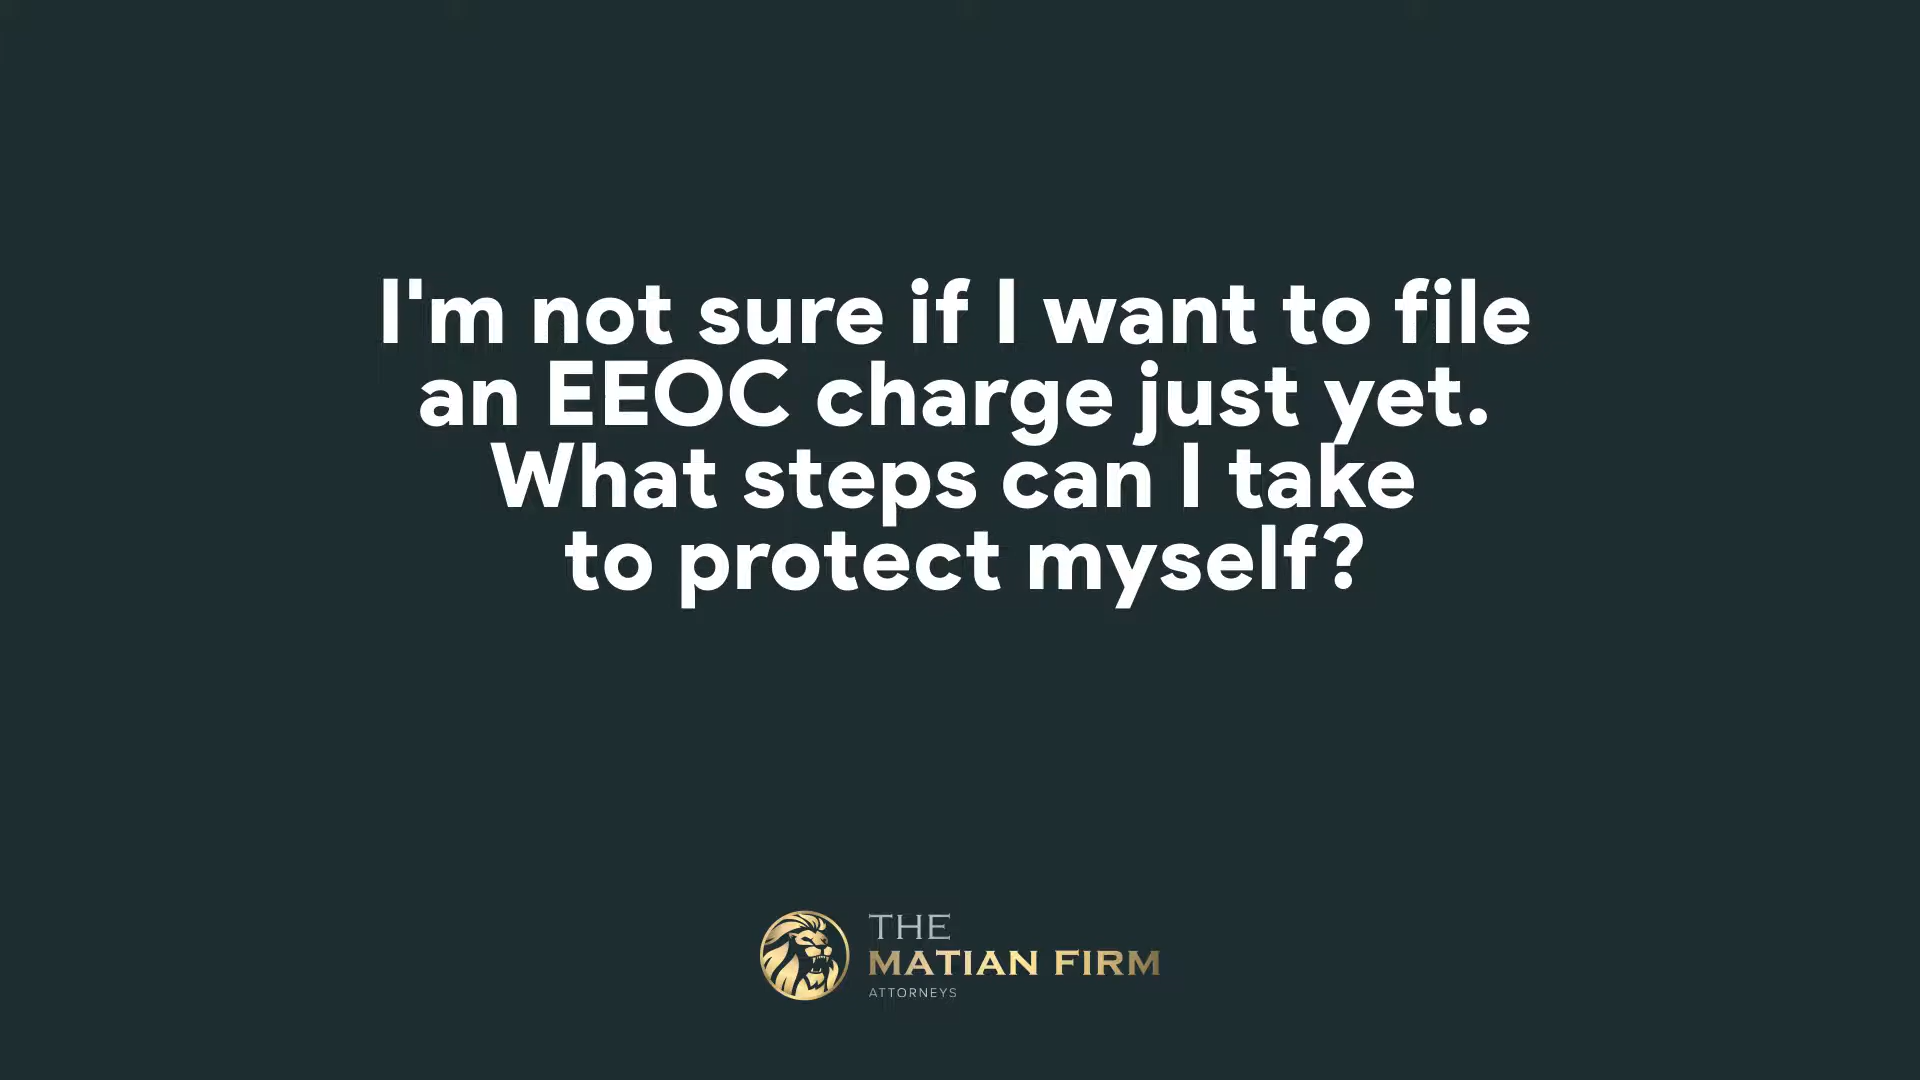 I'm not sure if I want to file
an EEOC charge just yet.
What steps can I take
to protect myself?
THE
MATIAN FIRM
ATTORNEYS